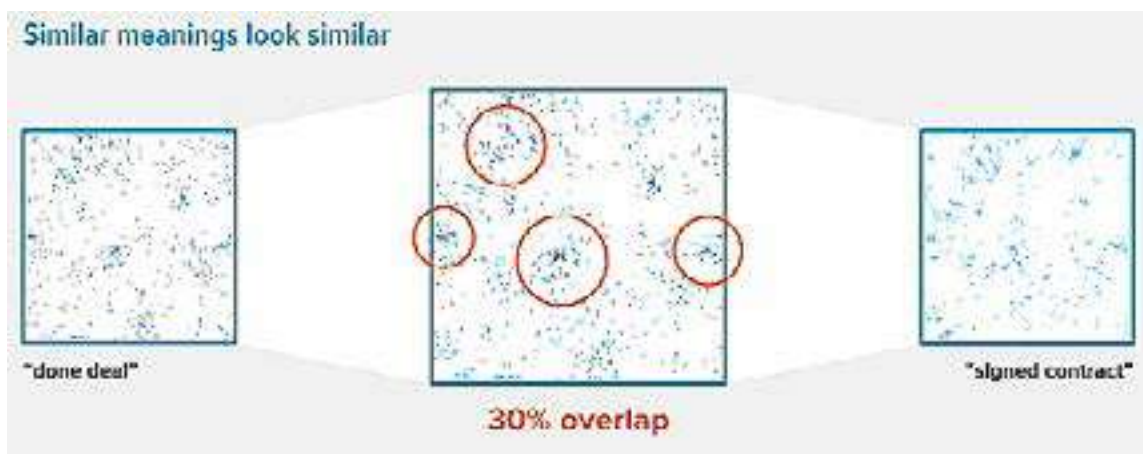 Similar meanings look similar
"done deal"
"signed contract"
30% overlap